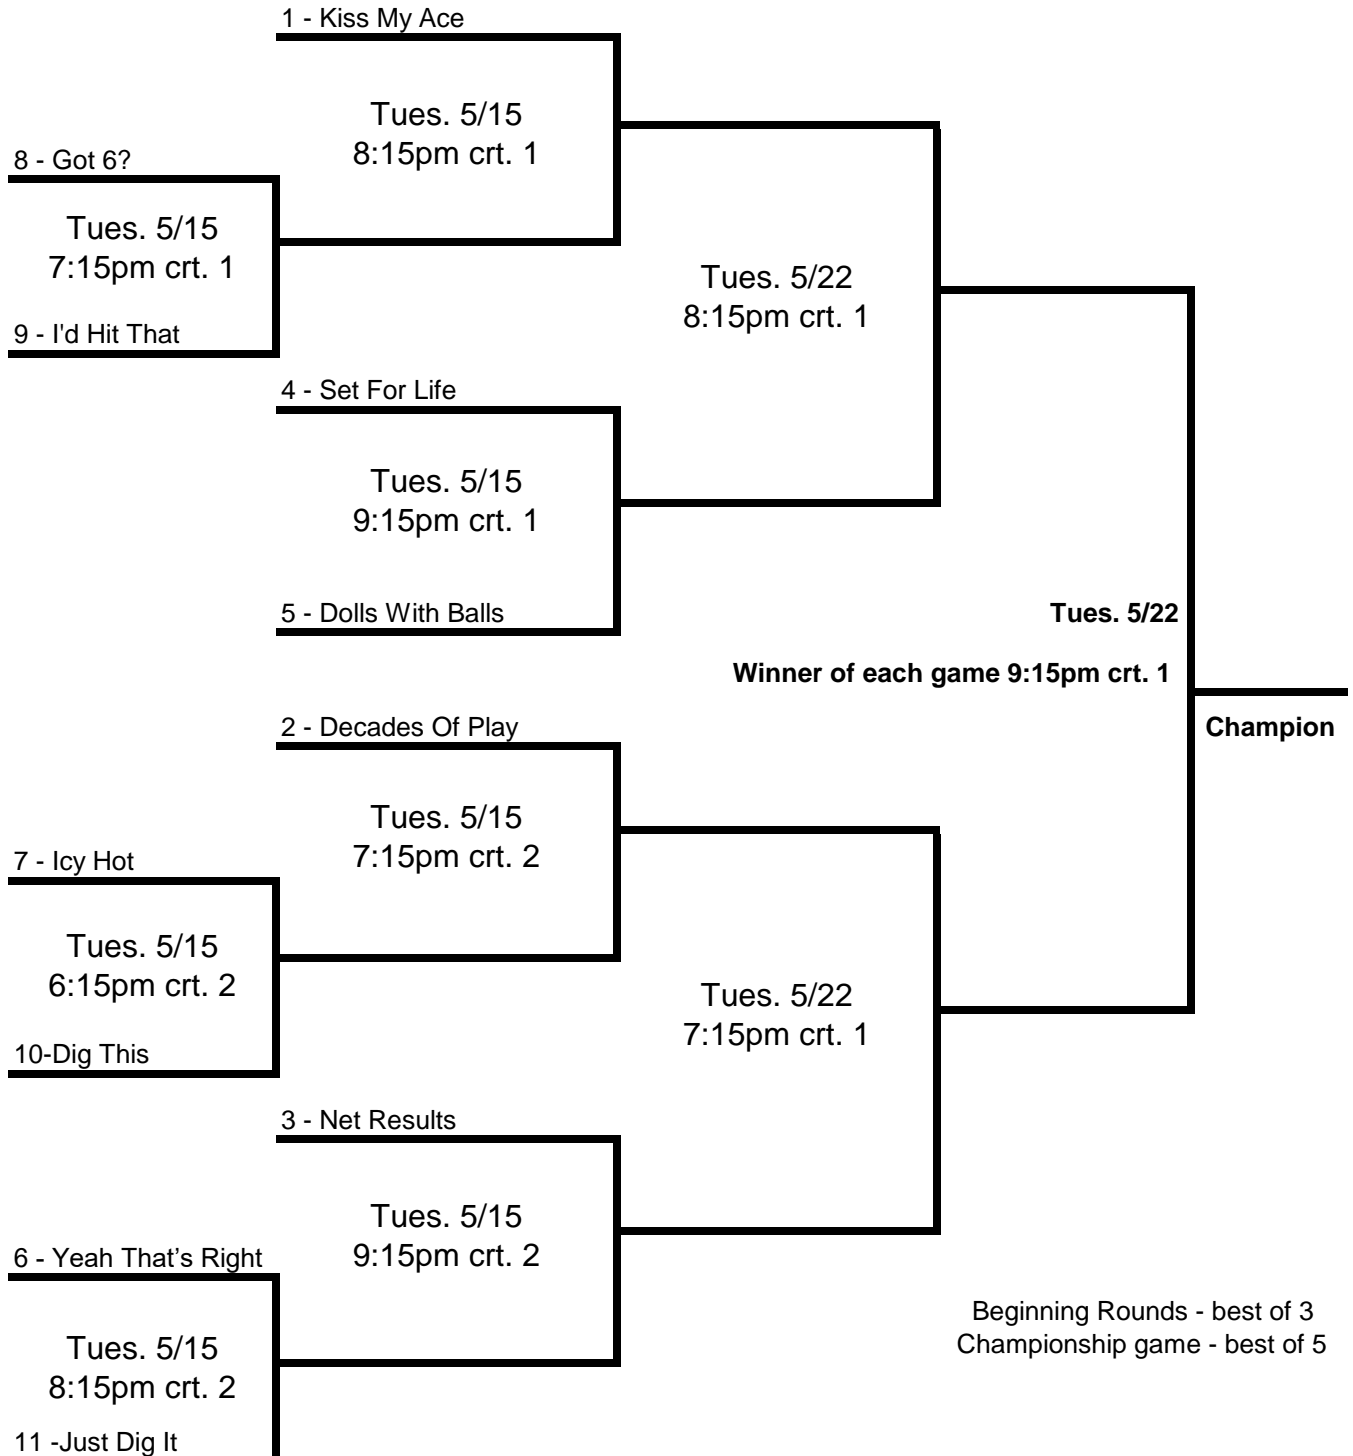 1 - Kiss My Ace
Tues. 5/15
8:15pm crt. 1
8 - Got 6?
Tues. 5/15
7:15pm crt. 1
9 - I'd Hit That
Tues. 5/22
8:15pm crt. 1
4 - Set For Life
Tues. 5/15
9:15pm crt. 1
5 - Dolls With Balls
Tues. 5/22
Winner of each game 9:15pm crt. 1
Champion
2 - Decades Of Play
Tues. 5/15
7:15pm crt. 2
7 - Icy Hot
Tues. 5/15
6:15pm crt. 2
10-Dig This
Tues. 5/22
7:15pm crt. 1
3 - Net Results
Tues. 5/15
9:15pm crt. 2
6 - Yeah That’s Right
Tues. 5/15
8:15pm crt. 2
11 -Just Dig It
Beginning Rounds - best of 3
Championship game - best of 5